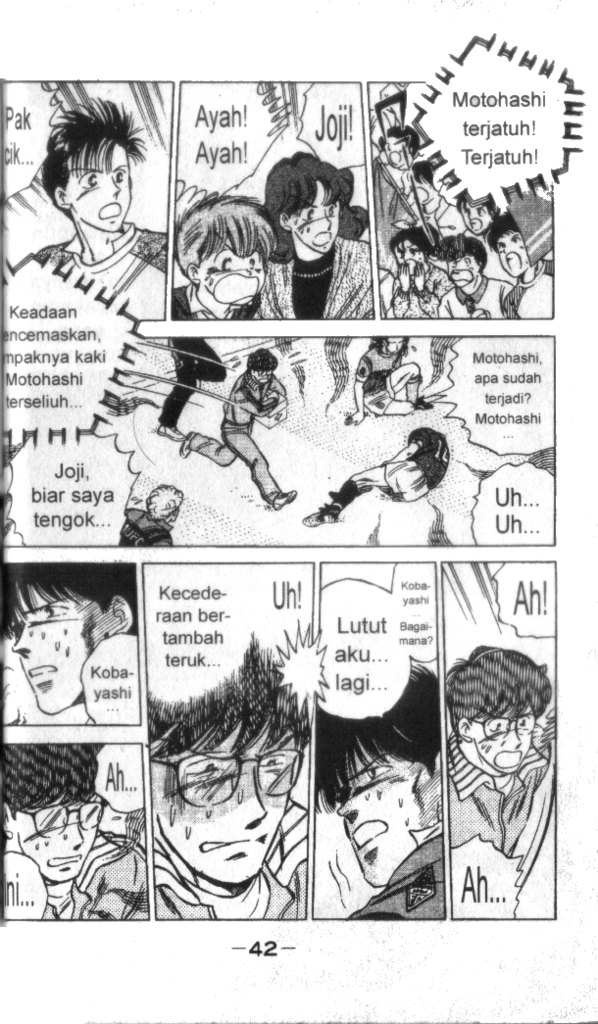 Motohashi
terjatuh!
Terjatuh!
Joji!
Ayah!
Ayah!
Pak
cik...
Motohashi,
apa sudah
terjadi?
Motohashi
...
Uh...
Uh...
Keadaan
encemaskan,
mpaknya kaki
Motohashi
terseliuh...
Joji,
biar saya
tengok...
Ah!
Ah...
Koba-
yashi
...
Bagai-
mana?
Lutut
aku...
lagi...
Uh!
Kecede-
raan ber-
tambah
teruk...
Koba-
yashi
...
Ah...
ni...
–42–